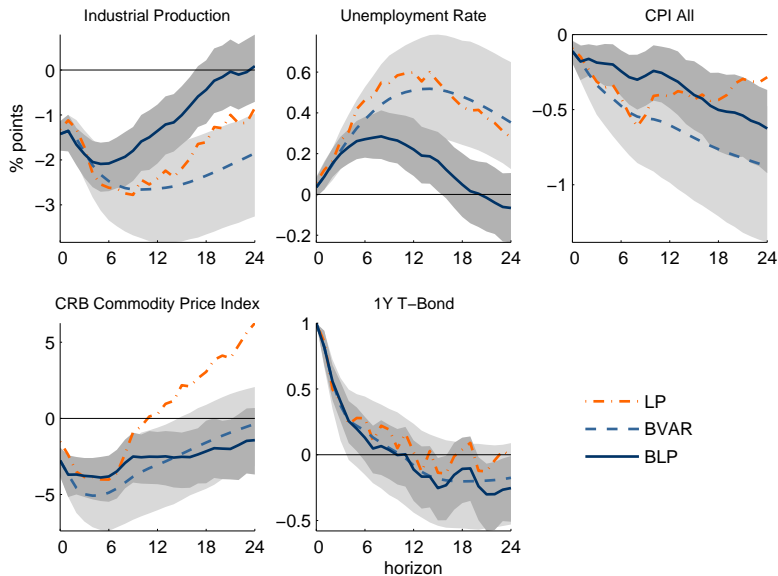 Industrial Production
Unemployment Rate
CPI All
% points
0
−1
−2
−3
0 6 12 18 24
0.6
0.4
0.2
0
−0.2
0 6 12 18 24
0
−0.5
−1
0 6 12 18 24
CRB Commodity Price Index
1Y T−Bond
5
0
−5
0 6 12 18 24
1
0.5
0
−0.5
0 6 12 18 24
horizon
LP
BVAR
BLP